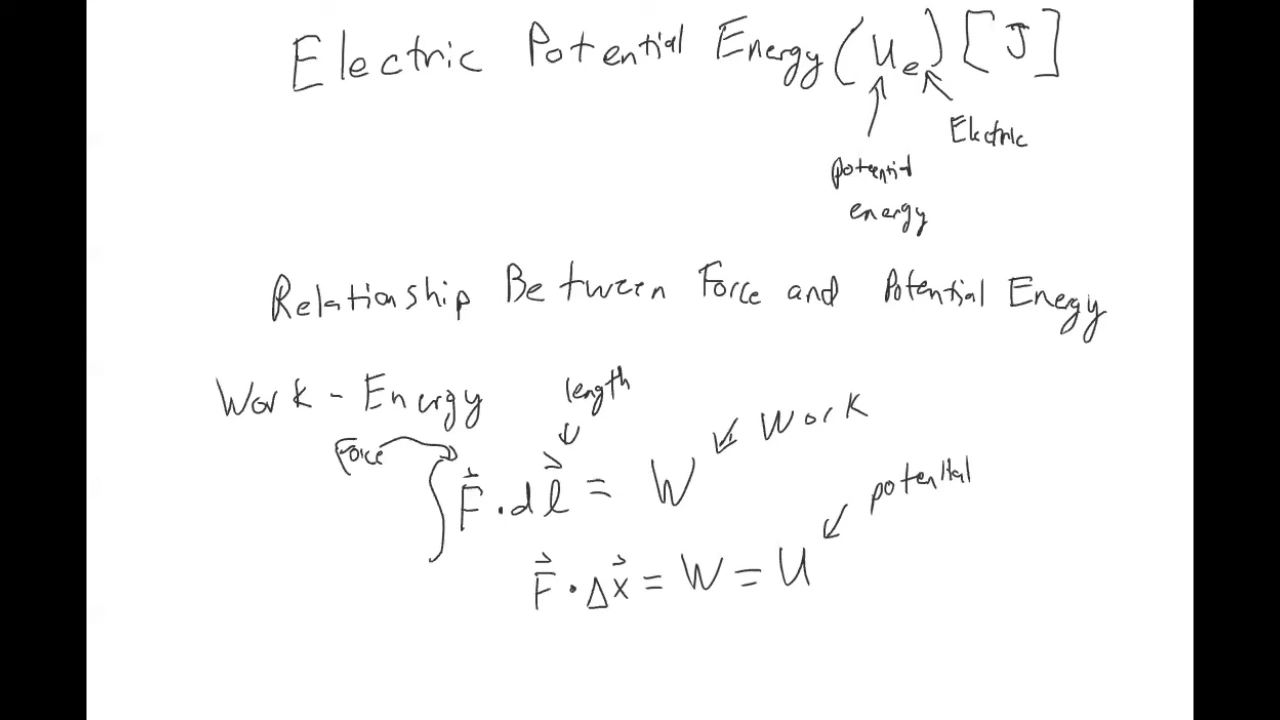 Electric Potential Energy (Ue) [J]
Electric
potential
energy
Relationship Between Force and Potential Energy
Work - Energy
length
Force
Work
∫ F⃗ · d l⃗ = W
potential
F⃗ · Δx⃗ = W = U